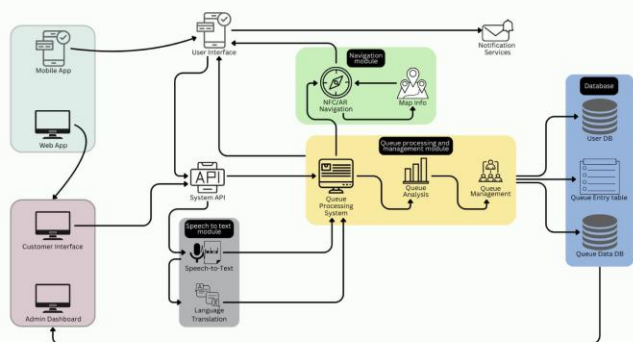 Mobile App
Web App
Customer Interface
Admin Dashboard
User Interface
API
System API
Speech to text
module
Speech-to-Text
Language
Translation
Navigation
module
NFC/AR
Navigation
Map Info
Notification
Services
Queue processing and
management module
Queue
Processing
System
Queue
Analysis
Queue
Management
Database
User DB
Queue Entry table
Queue Data DB